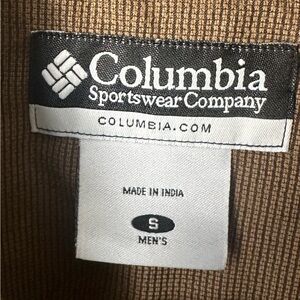 Columbia
Sportswear Company
COLUMBIA.COM
MADE IN INDIA
S
MEN'S